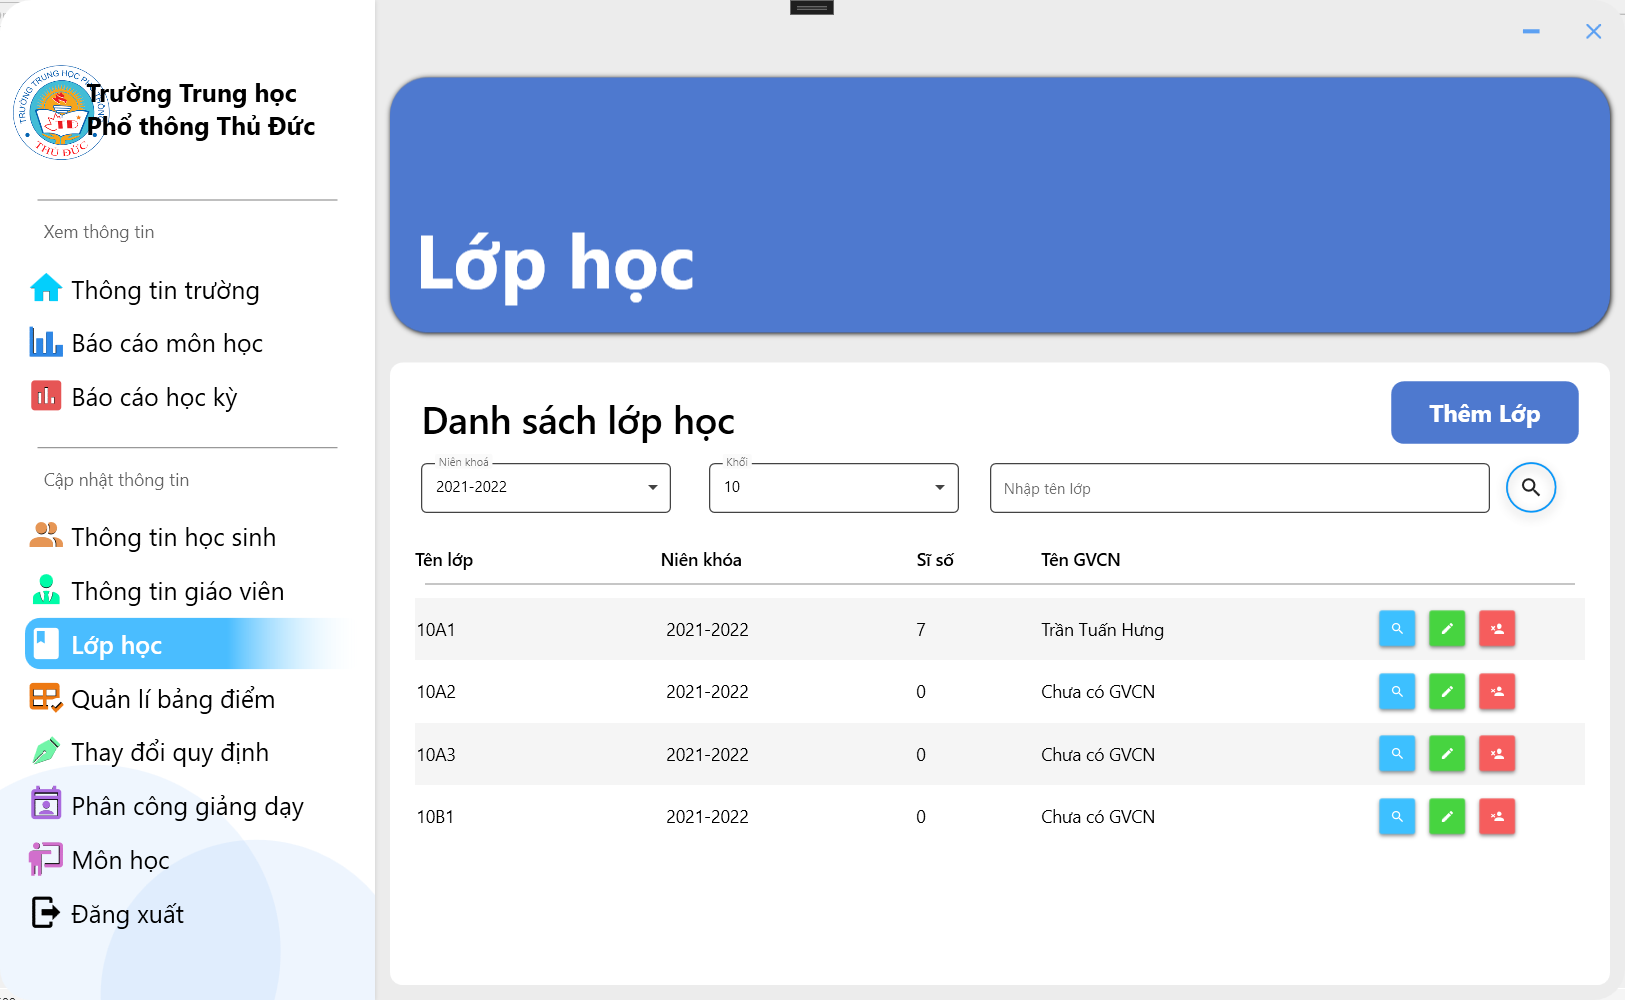 Trường Trung học
Phổ thông Thủ Đức
THỦ ĐỨC
Xem thông tin
Thông tin trường
Báo cáo môn học
Báo cáo học kỳ
Cập nhật thông tin
Thông tin học sinh
Thông tin giáo viên
Lớp học
Quản lí bảng điểm
Thay đổi quy định
Phân công giảng dạy
Môn học
Đăng xuất
Lớp học
Danh sách lớp học
Thêm Lớp
Niên khoá
2021-2022
Khối
10
Nhập tên lớp
Tên lớp Niên khóa Sĩ số Tên GVCN
10A1 2021-2022 7 Trần Tuấn Hưng
10A2 2021-2022 0 Chưa có GVCN
10A3 2021-2022 0 Chưa có GVCN
10B1 2021-2022 0 Chưa có GVCN